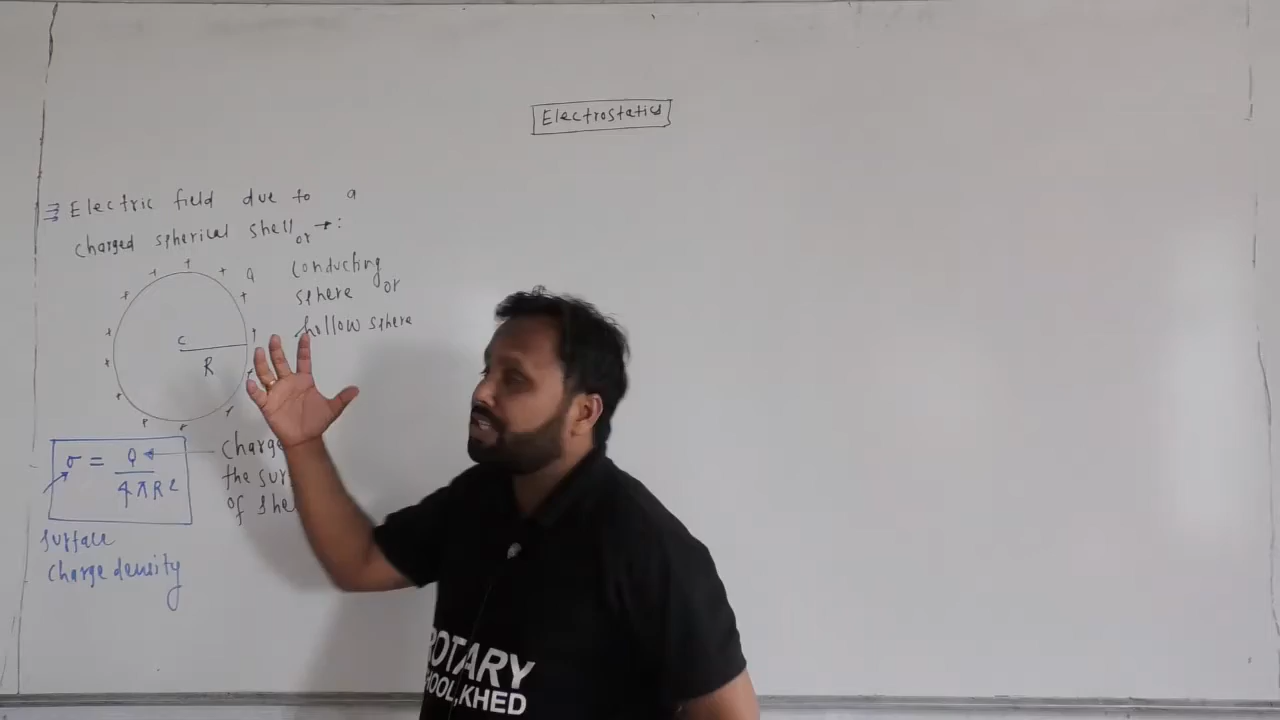 Electrostatics
Electric field due to a
charged spherical shell or →:
conducting
sphere or
hollow sphere
Q
C
R
σ = Q / 4πR²
surface
charge density
charge
the sur
of she
ROTARY
HOOL,KHED